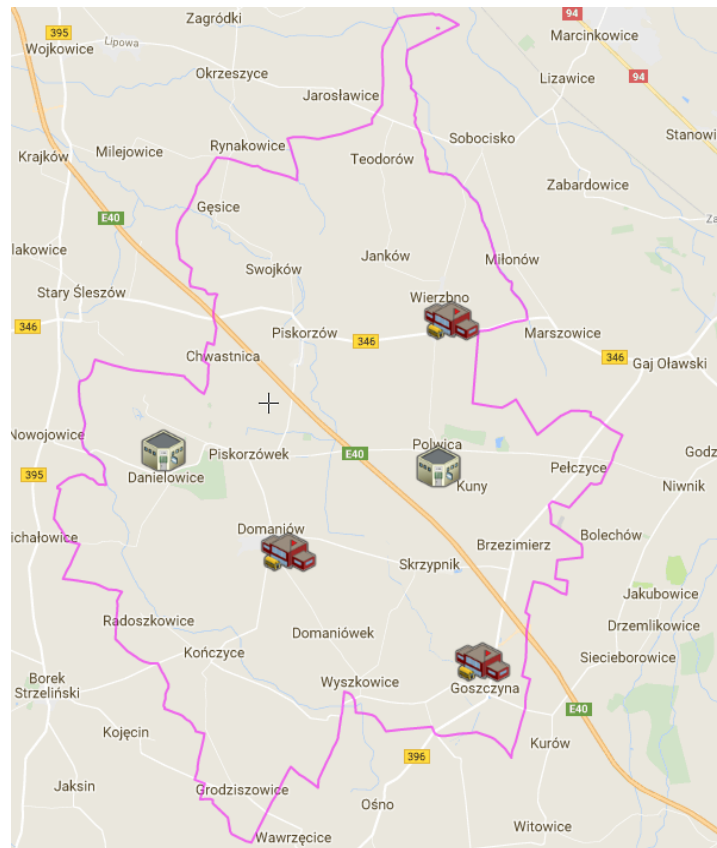 Zagródki
94
395
Marcinkowice
Wojkowice
Lipowa
Okrzeszyce
94
Lizawice
Jarosławice
Sobocisko
Stanowi
Krajków
Milejowice
Rynakowice
Teodorów
Zabardowice
Gęsice
E40
lakowice
Swojków
Janków
Miłonów
Stary Śleszów
Wierzbno
346
Piskorzów
346
Marszowice
346
Chwastnica
Gaj Oławski
Nowojowice
Polwica
Piskorzówek
E40
Godz
395
Danielowice
Kuny
Pełczyce
Niwnik
Domaniów
ichałowice
Brzezimierz
Bolechów
Skrzypnik
Jakubowice
Radoszkowice
Domaniówek
Drzemlikowice
Kończyce
Siecieborowice
Borek
Strzeliński
Wyszkowice
Goszczyna
E40
Kojęcin
Kurów
396
Jaksin
Grodziszowice
Ośno
Witowice
Wawrzęcice